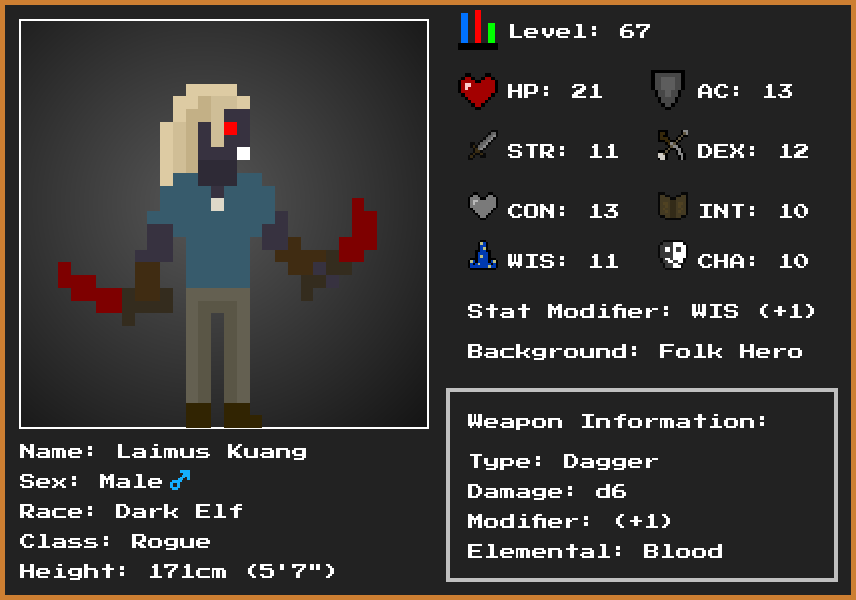 Level: 67
HP: 21
AC: 13
STR: 11
DEX: 12
CON: 13
INT: 10
WIS: 11
CHA: 10
Stat Modifier: WIS (+1)
Background: Folk Hero
Weapon Information:
Type: Dagger
Damage: d6
Modifier: (+1)
Elemental: Blood
Name: Laimus Kuang
Sex: Male♂
Race: Dark Elf
Class: Rogue
Height: 171cm (5'7")